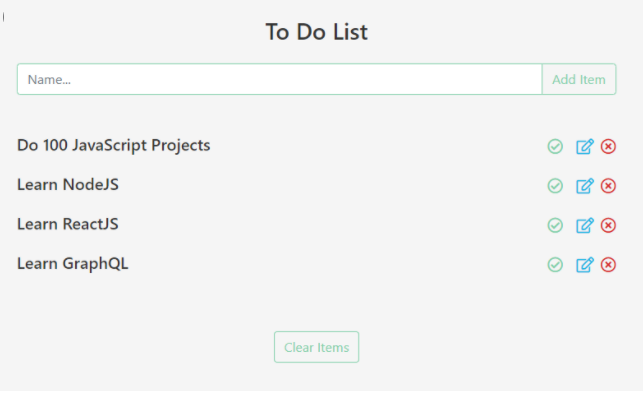 To Do List
Name...
Add Item
Do 100 JavaScript Projects
Learn NodeJS
Learn ReactJS
Learn GraphQL
Clear Items